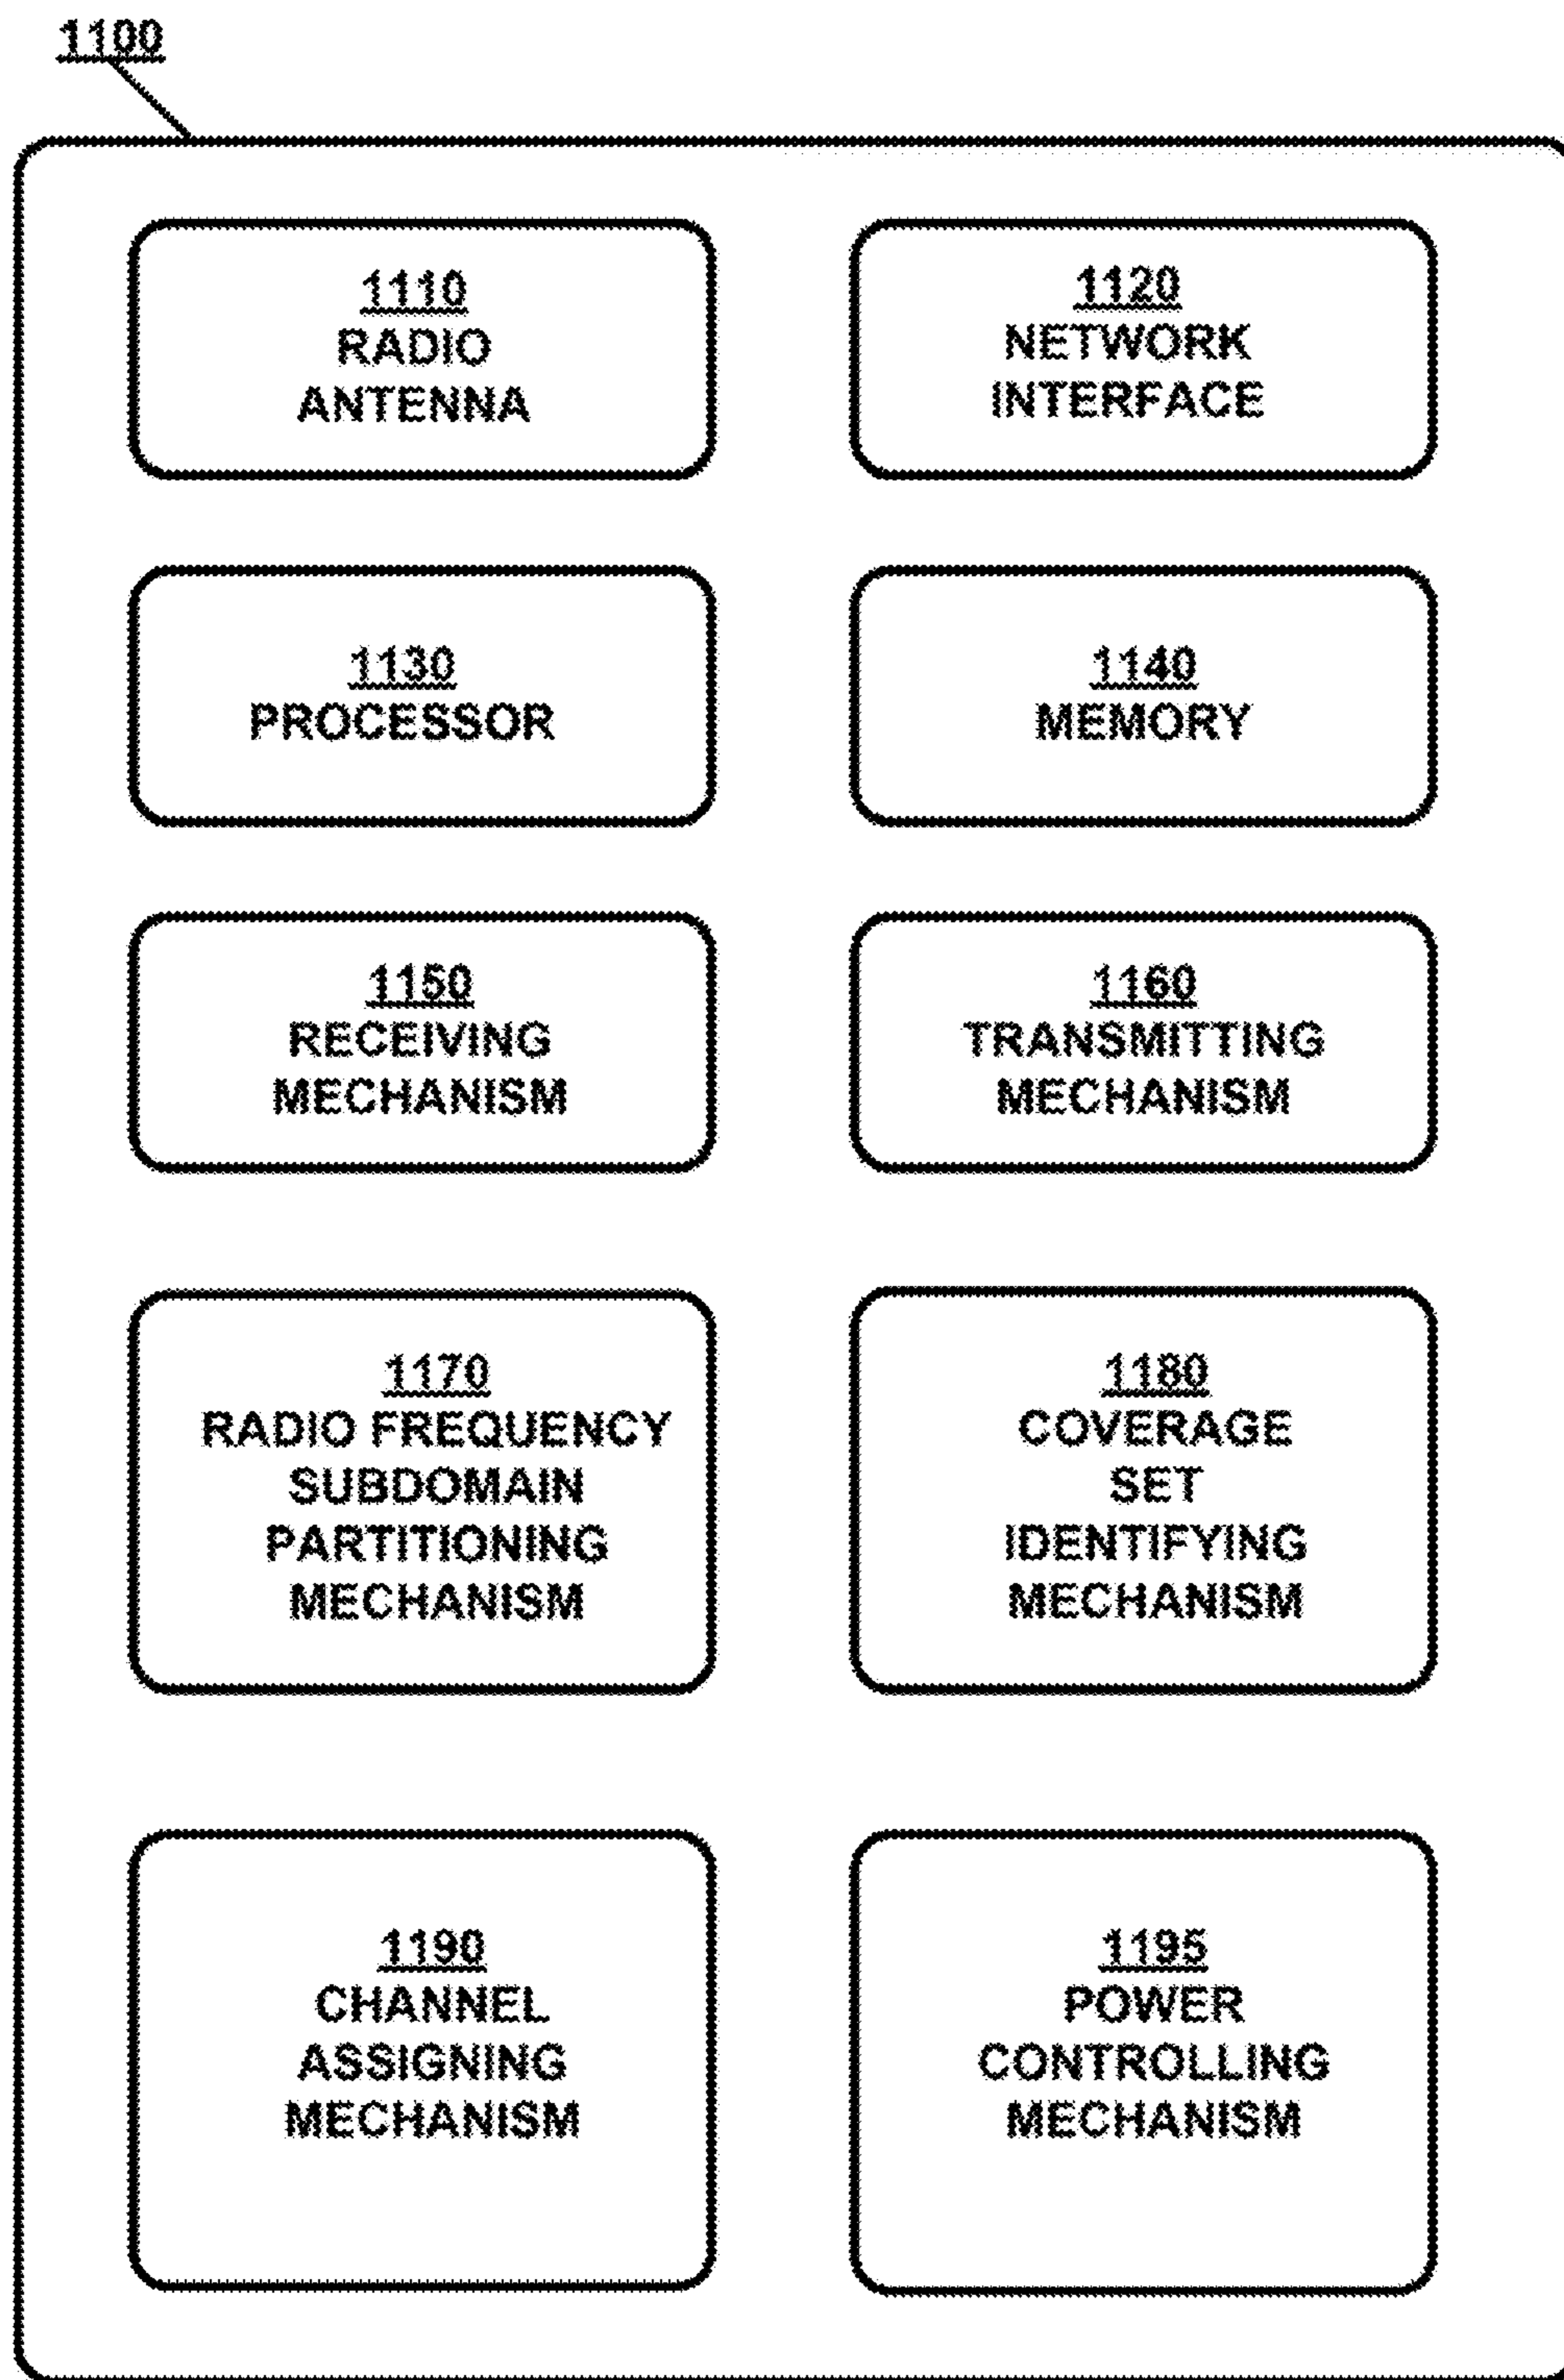 1100
1110
RADIO
ANTENNA
1120
NETWORK
INTERFACE
1130
PROCESSOR
1140
MEMORY
1150
RECEIVING
MECHANISM
1160
TRANSMITTING
MECHANISM
1170
RADIO FREQUENCY
SUBDOMAIN
PARTITIONING
MECHANISM
1180
COVERAGE
SET
IDENTIFYING
MECHANISM
1190
CHANNEL
ASSIGNING
MECHANISM
1195
POWER
CONTROLLING
MECHANISM